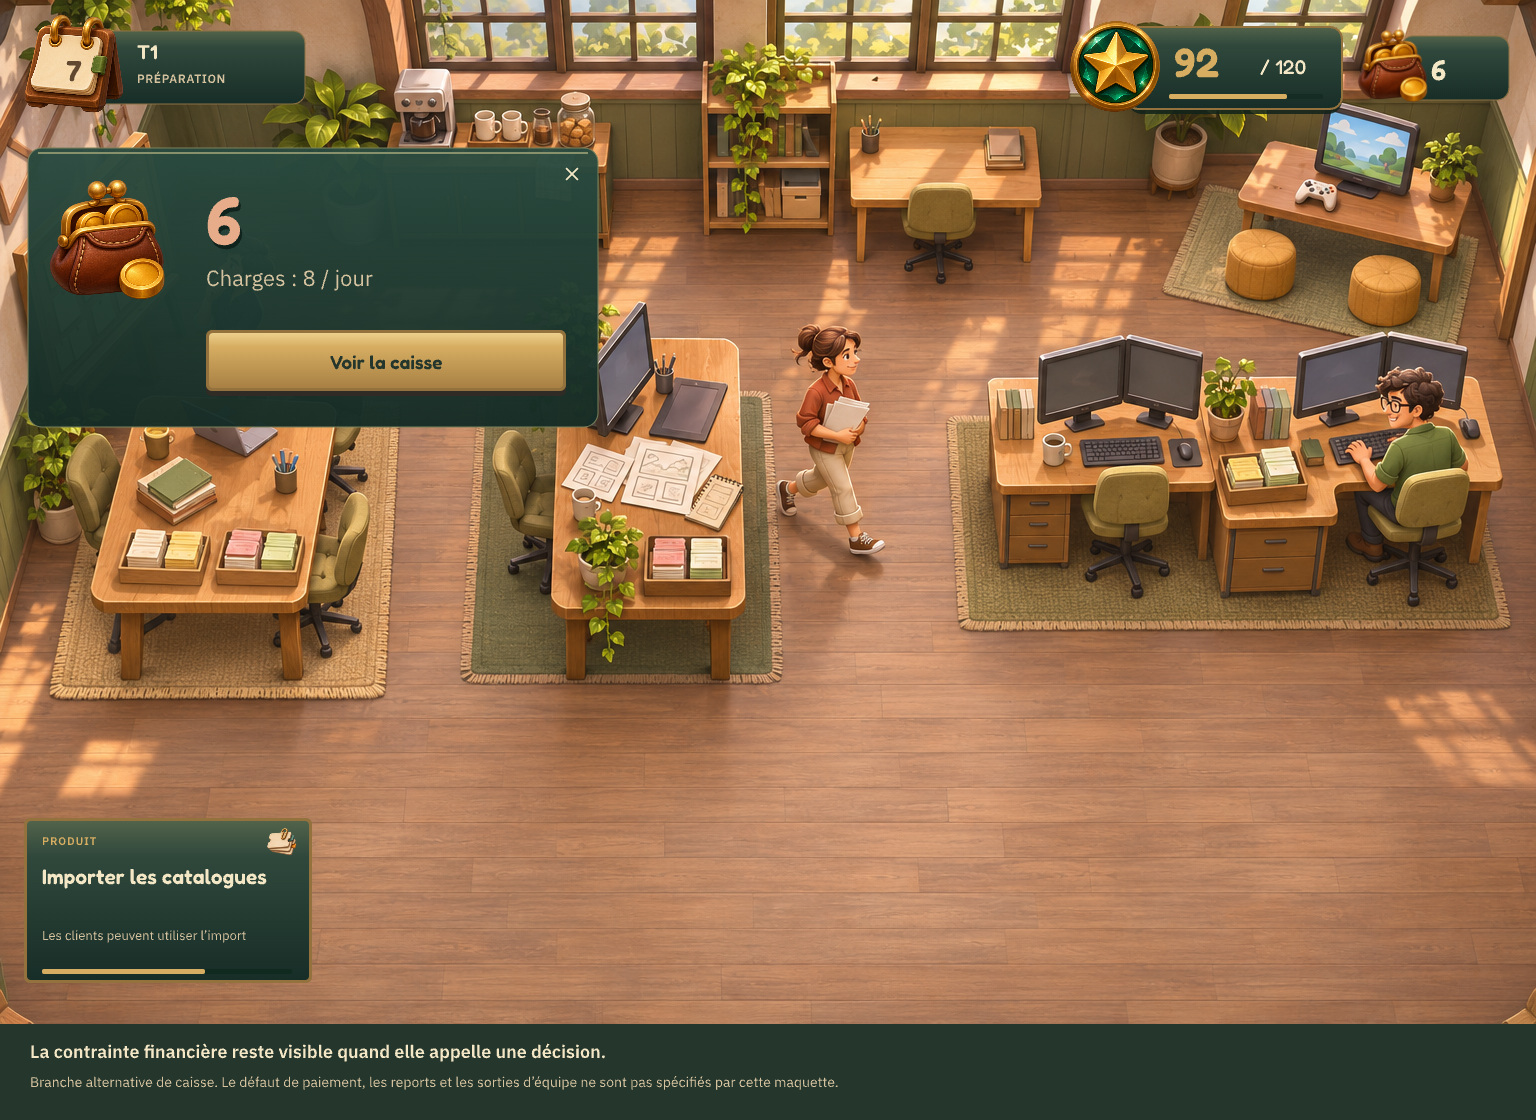 7
T1
PRÉPARATION
92 / 120
6
6
Charges : 8 / jour
Voir la caisse
PRODUIT
Importer les catalogues
Les clients peuvent utiliser l'import
La contrainte financière reste visible quand elle appelle une décision.
Branche alternative de caisse. Le défaut de paiement, les reports et les sorties d'équipe ne sont pas spécifiés par cette maquette.